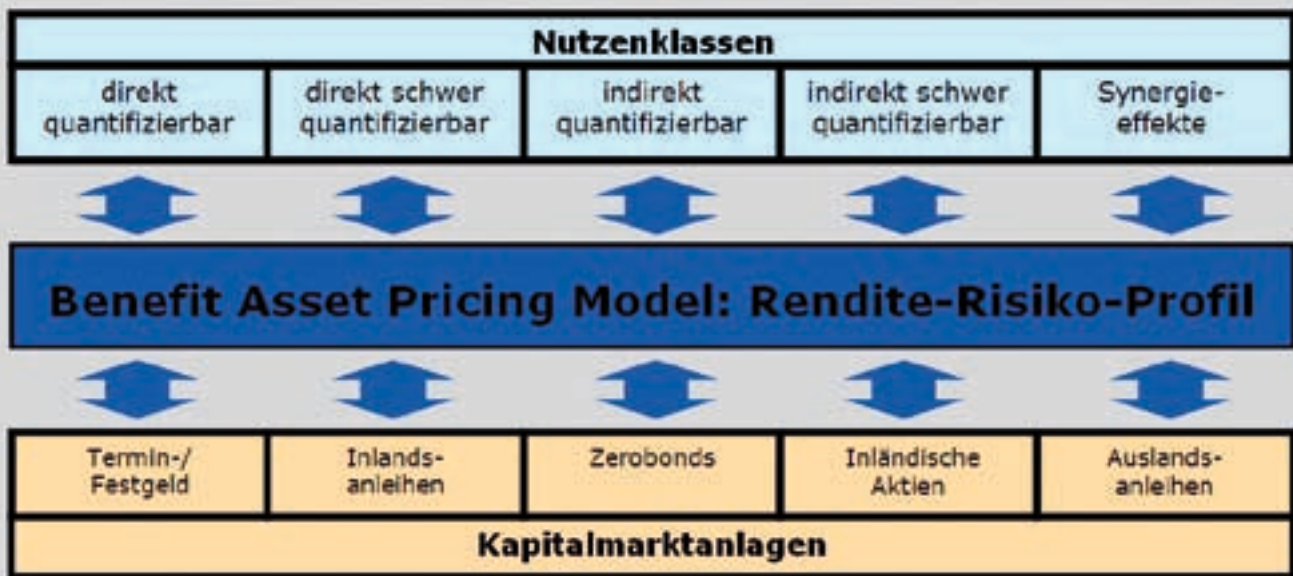 Nutzenklassen
direkt
quantifizierbar
direkt schwer
quantifizierbar
indirekt
quantifizierbar
indirekt schwer
quantifizierbar
Synergie-
effekte
Benefit Asset Pricing Model: Rendite-Risiko-Profil
Termin-/
Festgeld
Inlands-
anleihen
Zerobonds
Inländische
Aktien
Auslands-
anleihen
Kapitalmarktanlagen